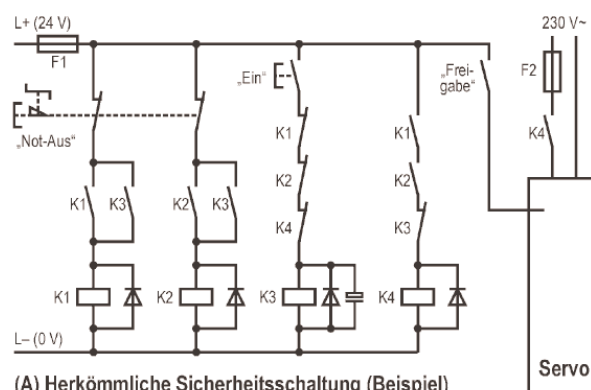 L+ (24 V)
F1
„Not-Aus“
K1
K3
K1
K2
K3
K2
„Ein“
K1
K2
K4
K3
K1
K2
K3
K4
„Frei-
gabe“
230 V~
F2
K4
L– (0 V)
Servo
(A) Herkömmliche Sicherheitsschaltung (Beispiel)